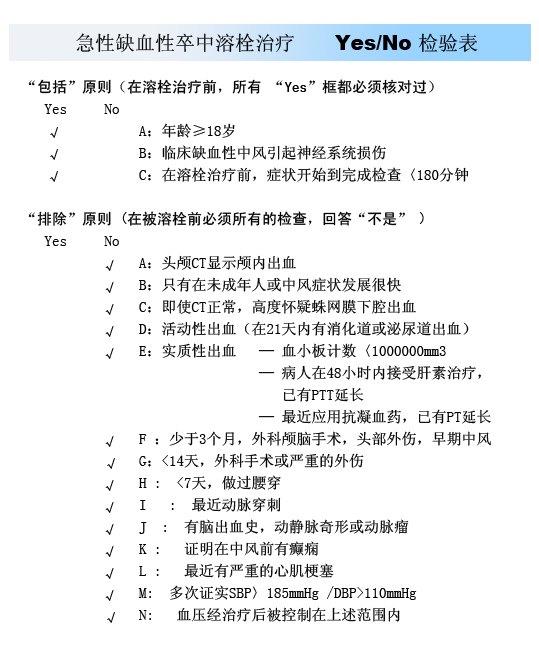 急性缺血性卒中溶栓治疗 Yes/No 检验表
“包括”原则（在溶栓治疗前，所有 “Yes”框都必须核对过）
Yes No
√ A：年龄≥18岁
√ B：临床缺血性中风引起神经系统损伤
√ C：在溶栓治疗前，症状开始到完成检查〈180分钟
“排除”原则（在被溶栓前必须所有的检查，回答“不是” ）
Yes No
√ A：头颅CT显示颅内出血
√ B：只有在未成年人或中风症状发展很快
√ C：即使CT正常，高度怀疑蛛网膜下腔出血
√ D：活动性出血（在21天内有消化道或泌尿道出血）
√ E：实质性出血 — 血小板计数〈1000000mm3
— 病人在48小时内接受肝素治疗，
已有PTT延长
— 最近应用抗凝血药，已有PT延长
√ F ：少于3个月，外科颅脑手术，头部外伤，早期中风
√ G：<14天，外科手术或严重的外伤
√ H ： <7天，做过腰穿
√ I ： 最近动脉穿刺
√ J ： 有脑出血史，动静脉奇形或动脉瘤
√ K ： 证明在中风前有癫痫
√ L ： 最近有严重的心肌梗塞
√ M： 多次证实SBP〉185mmHg /DBP>110mmHg
√ N： 血压经治疗后被控制在上述范围内